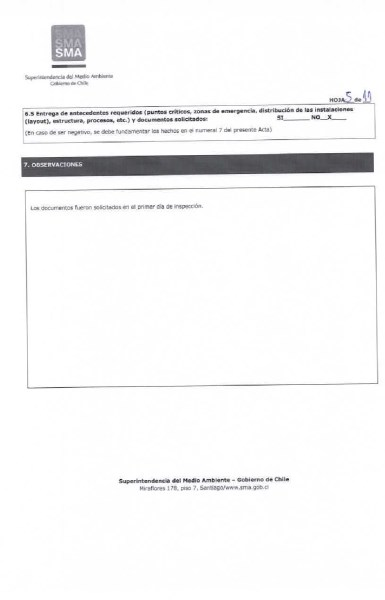 SMA
SMA
SMA
Superintendencia del Medio Ambiente
Gobierno de Chile
HOJA 5 de
6.5 Entrega de antecedentes requeridos (puntos críticos, zonas de emergencia, distribución de las instalaciones
(layout), estructura, procesos, etc.) y documentos solicitados: SI______ NO__X____
(En caso de ser negativo, se debe fundamentar los hechos en el numeral 7 del presente Acta)
7. OBSERVACIONES
Los documentos fueron solicitados en el primer día de inspección.
Superintendencia del Medio Ambiente – Gobierno de Chile
Miraflores 178, piso 7, Santiago/www.sma.gob.cl